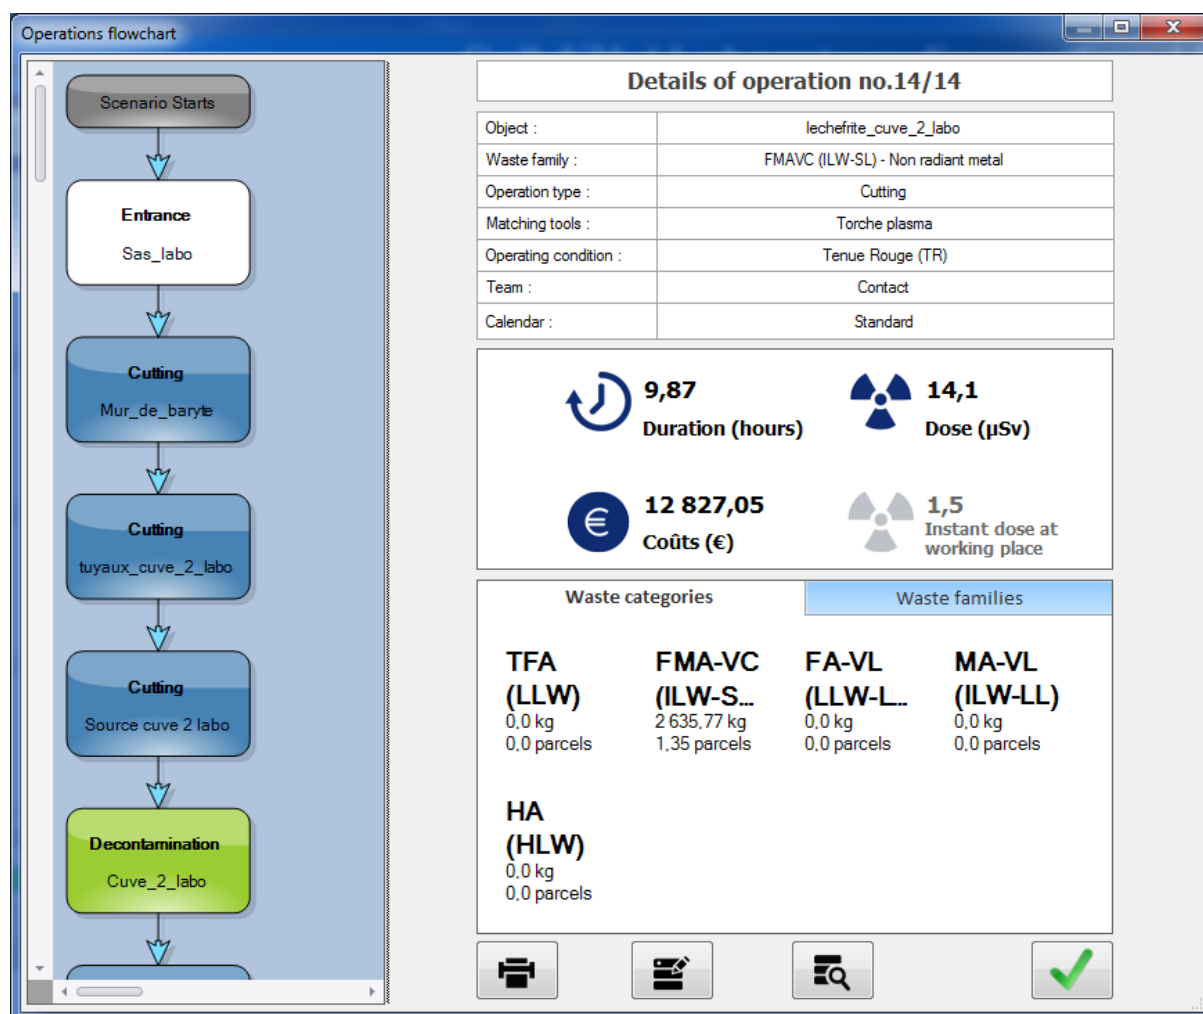 Operations flowchart
Scenario Starts
Entrance
Sas_labo
Cutting
Mur_de_baryte
Cutting
tuyaux_cuve_2_labo
Cutting
Source cuve 2 labo
Decontamination
Cuve_2_labo
Details of operation no.14/14
Object : lechefrite_cuve_2_labo
Waste family : FMAVC (ILW-SL) - Non radiant metal
Operation type : Cutting
Matching tools : Torche plasma
Operating condition : Tenue Rouge (TR)
Team : Contact
Calendar : Standard
9,87
Duration (hours)
14,1
Dose (µSv)
12 827,05
Coûts (€)
1,5
Instant dose at
working place
Waste categories Waste families
TFA
(LLW)
0,0 kg
0,0 parcels
FMA-VC
(ILW-S...
2 635,77 kg
1,35 parcels
FA-VL
(LLW-L...
0,0 kg
0,0 parcels
MA-VL
(ILW-LL)
0,0 kg
0,0 parcels
HA
(HLW)
0,0 kg
0,0 parcels